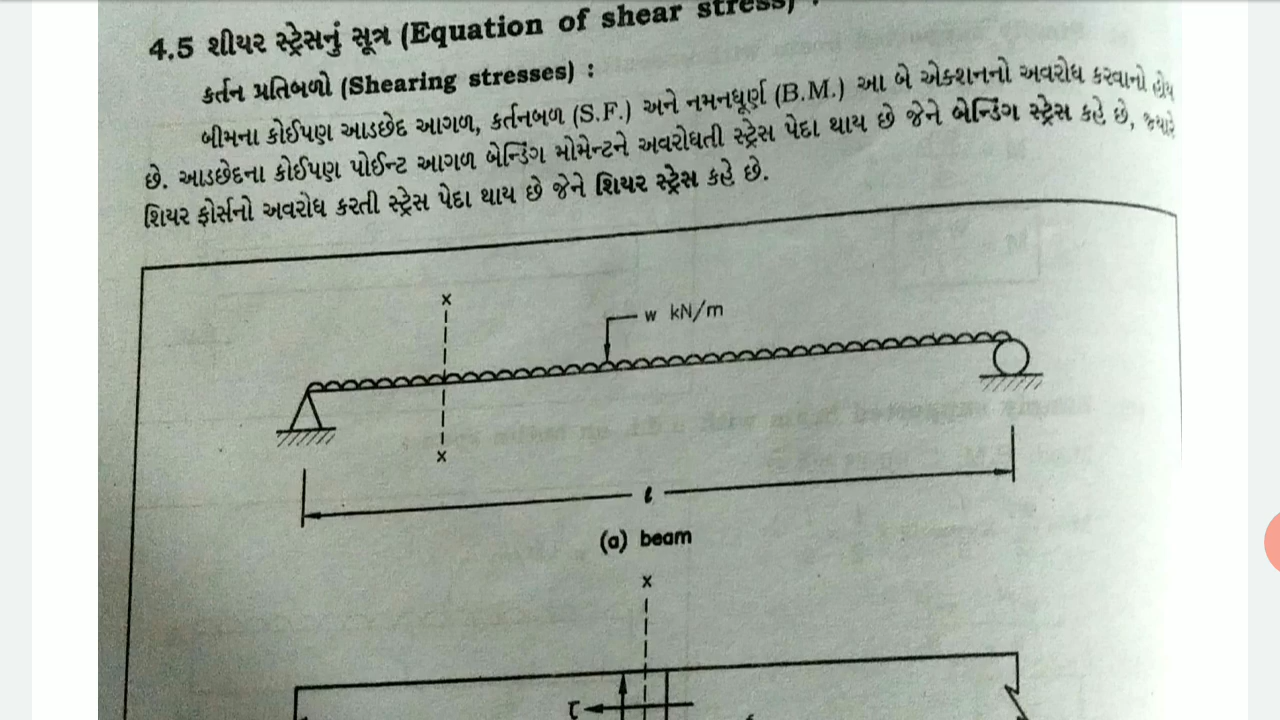 4.5 શીયર સ્ટ્રેસનું સૂત્ર (Equation of shear stress) :
કર્તન પ્રતિબળો (Shearing stresses) :
બીમના કોઈપણ આડછેદ આગળ, કર્તનબળ (S.F.) અને નમનઘૂર્ણ (B.M.) આ બે એક્શનનો અવરોધ કરવાનો હોય
છે. આડછેદના કોઈપણ પોઈન્ટ આગળ બેન્ડિંગ મોમેન્ટને અવરોધતી સ્ટ્રેસ પેદા થાય છે જેને બેન્ડિંગ સ્ટ્રેસ કહે છે, જ્યારે
શિયર ફોર્સનો અવરોધ કરતી સ્ટ્રેસ પેદા થાય છે જેને શિયર સ્ટ્રેસ કહે છે.
x
w kN/m
x
l
(a) beam
x
τ